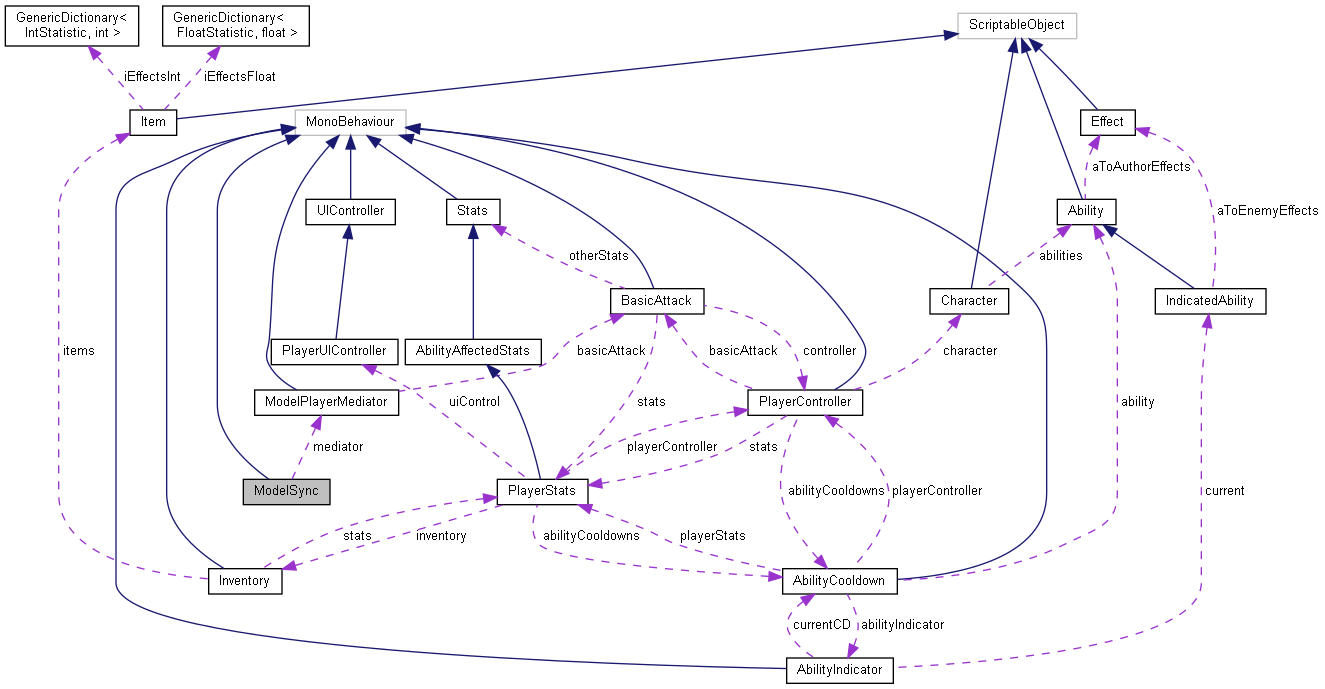 GenericDictionary<
IntStatistic, int >
GenericDictionary<
FloatStatistic, float >
ScriptableObject
iEffectsInt
iEffectsFloat
Item
MonoBehaviour
Effect
aToAuthorEffects
UIController
Stats
Ability
aToEnemyEffects
otherStats
abilities
BasicAttack
Character
IndicatedAbility
items
PlayerUIController
AbilityAffectedStats
basicAttack
basicAttack
controller
character
ModelPlayerMediator
uiControl
stats
PlayerController
ability
mediator
playerController
stats
ModelSync
PlayerStats
abilityCooldowns
playerController
current
stats
inventory
abilityCooldowns
playerStats
Inventory
AbilityCooldown
currentCD
abilityIndicator
AbilityIndicator